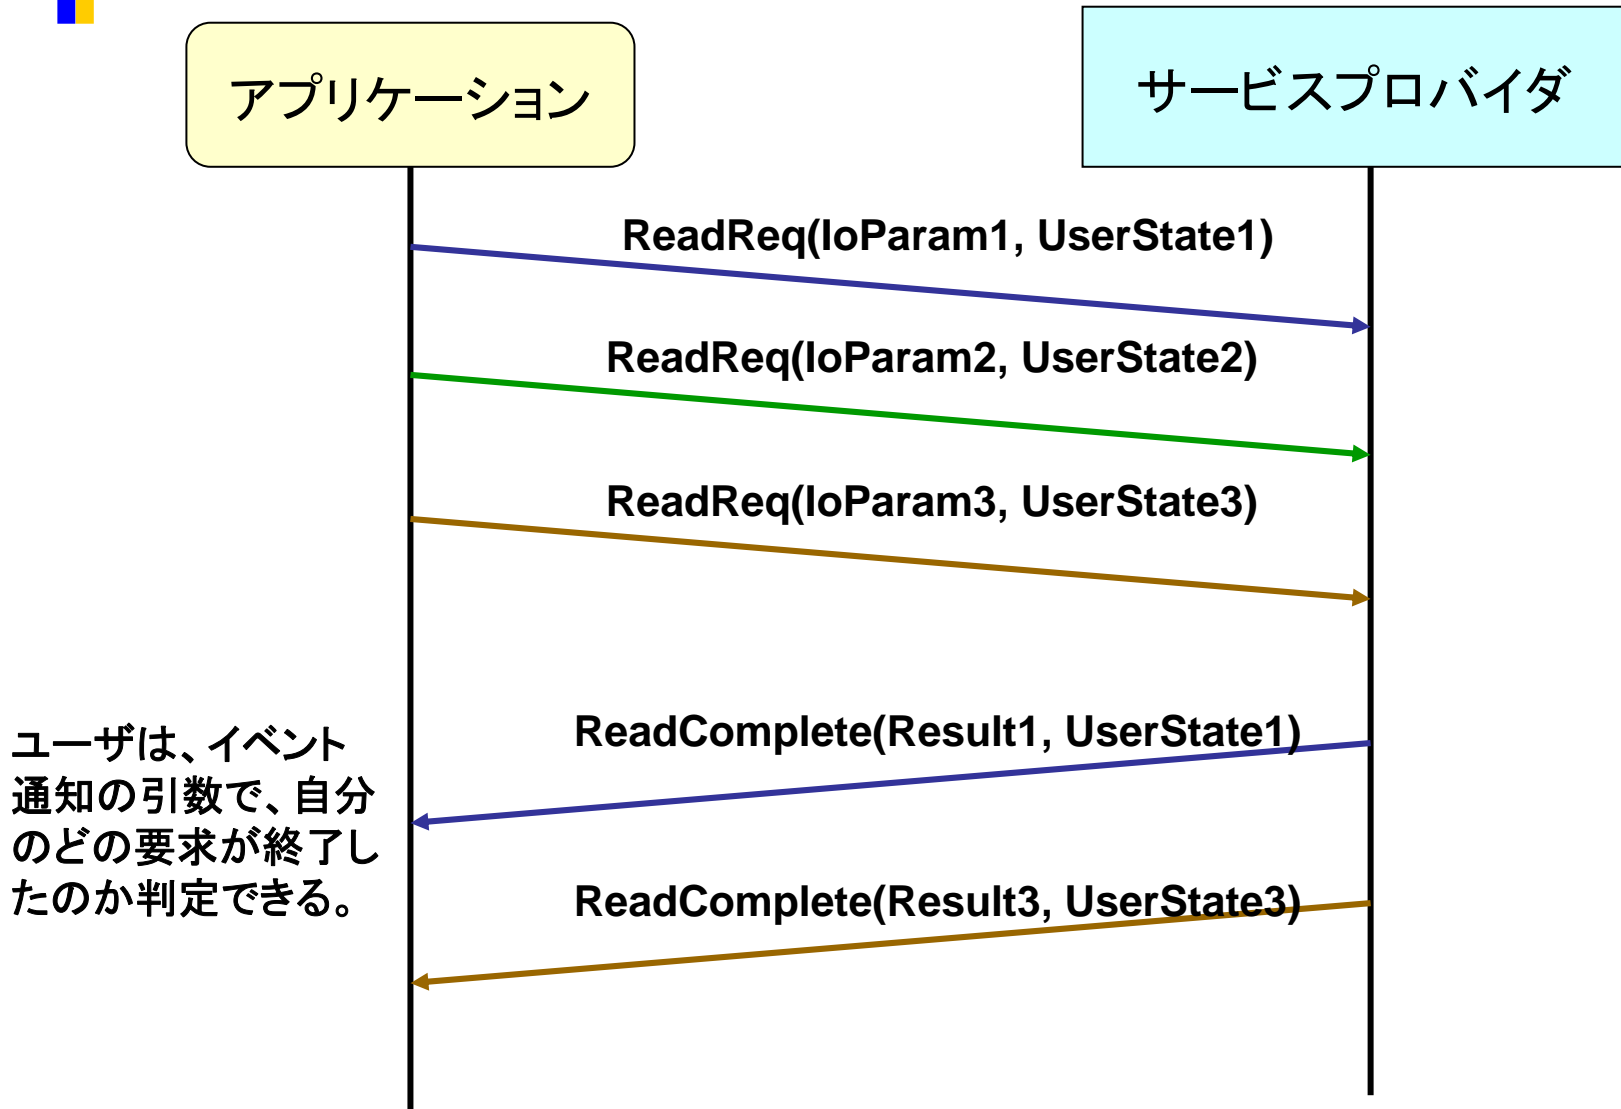 アプリケーション
サービスプロバイダ
ReadReq(IoParam1, UserState1)
ReadReq(IoParam2, UserState2)
ReadReq(IoParam3, UserState3)
ReadComplete(Result1, UserState1)
ユーザは、イベント
通知の引数で、自分
のどの要求が終了し
たのか判定できる。
ReadComplete(Result3, UserState3)